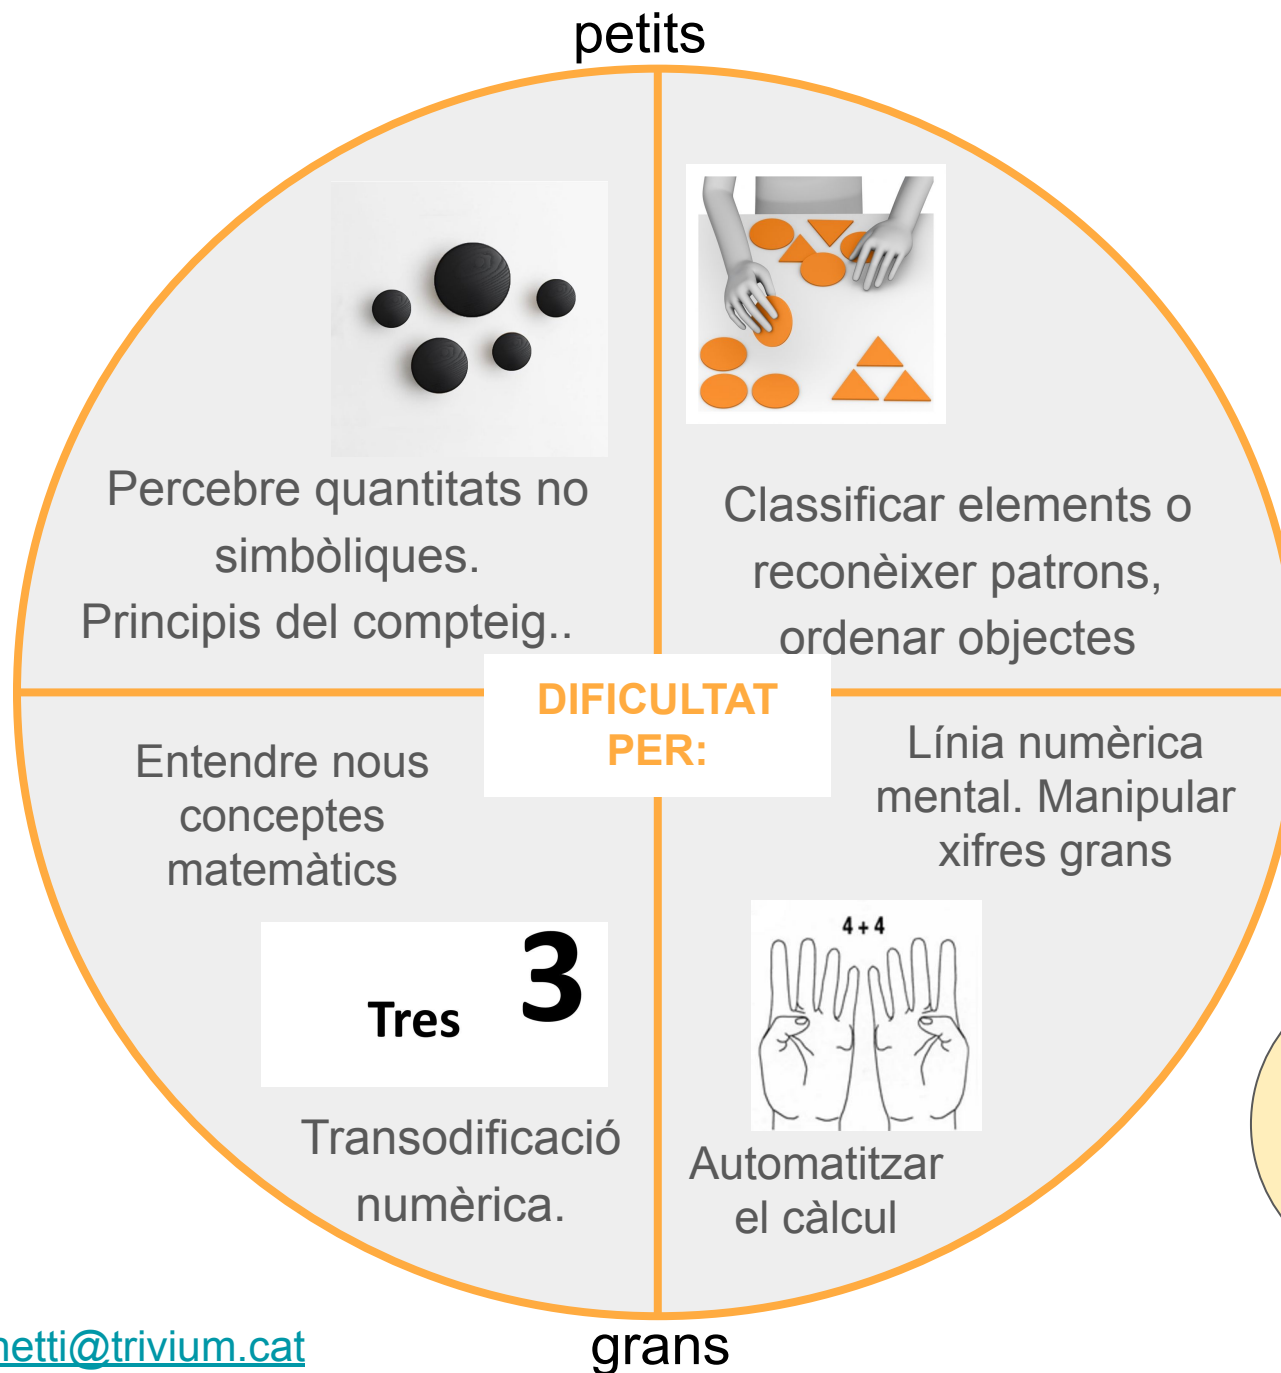 petits
Percebre quantitats no
simbòliques.
Principis del compteig..
Classificar elements o
reconèixer patrons,
ordenar objectes
DIFICULTAT
PER:
Entendre nous
conceptes
matemàtics
Línia numèrica
mental. Manipular
xifres grans
Tres 3
4 + 4
Transodificació
numèrica.
Automatitzar
el càlcul
netti@trivium.cat
grans